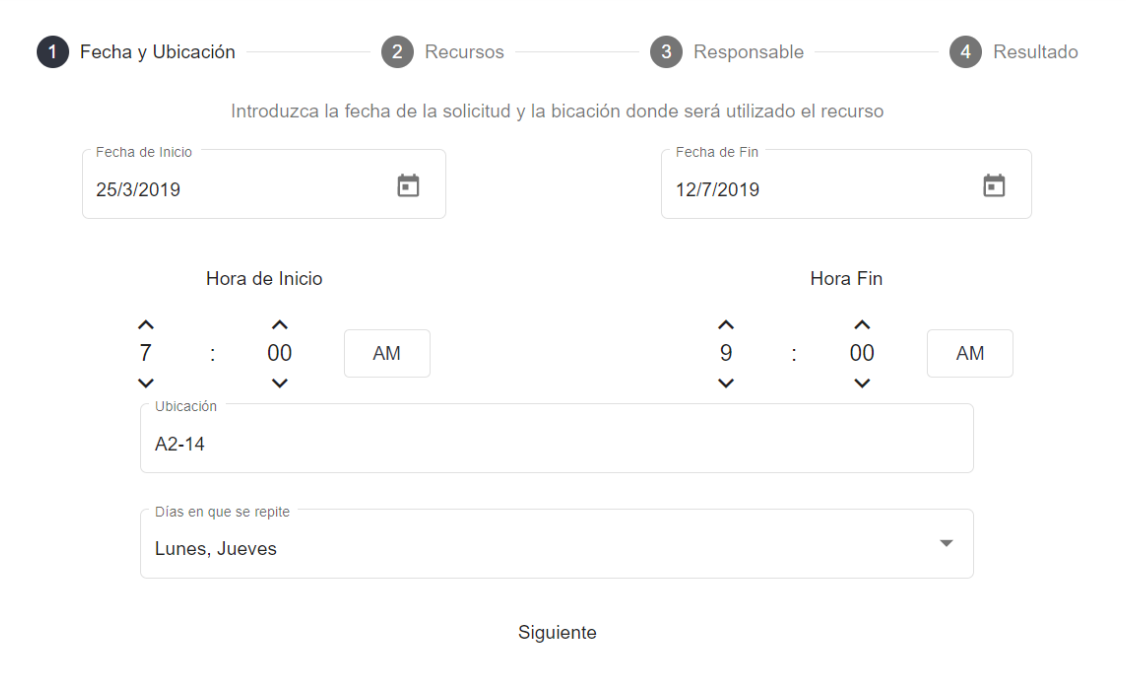 1 Fecha y Ubicación 2 Recursos 3 Responsable 4 Resultado
Introduzca la fecha de la solicitud y la bicación donde será utilizado el recurso
Fecha de Inicio Fecha de Fin
25/3/2019 12/7/2019
Hora de Inicio Hora Fin
7 : 00 AM 9 : 00 AM
Ubicación
A2-14
Días en que se repite
Lunes, Jueves
Siguiente